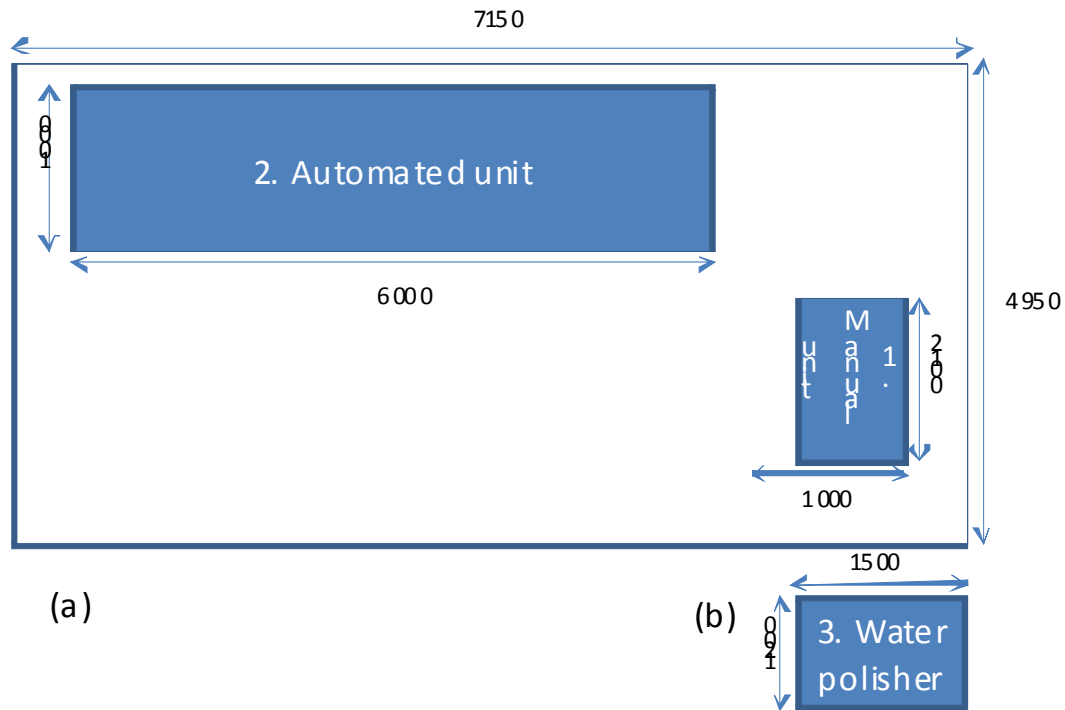 7150
1000
2. Automated unit
6000
4950
1.
Manual
unit
2100
1000
1500
(a)
(b)
1200
3. Water
polisher